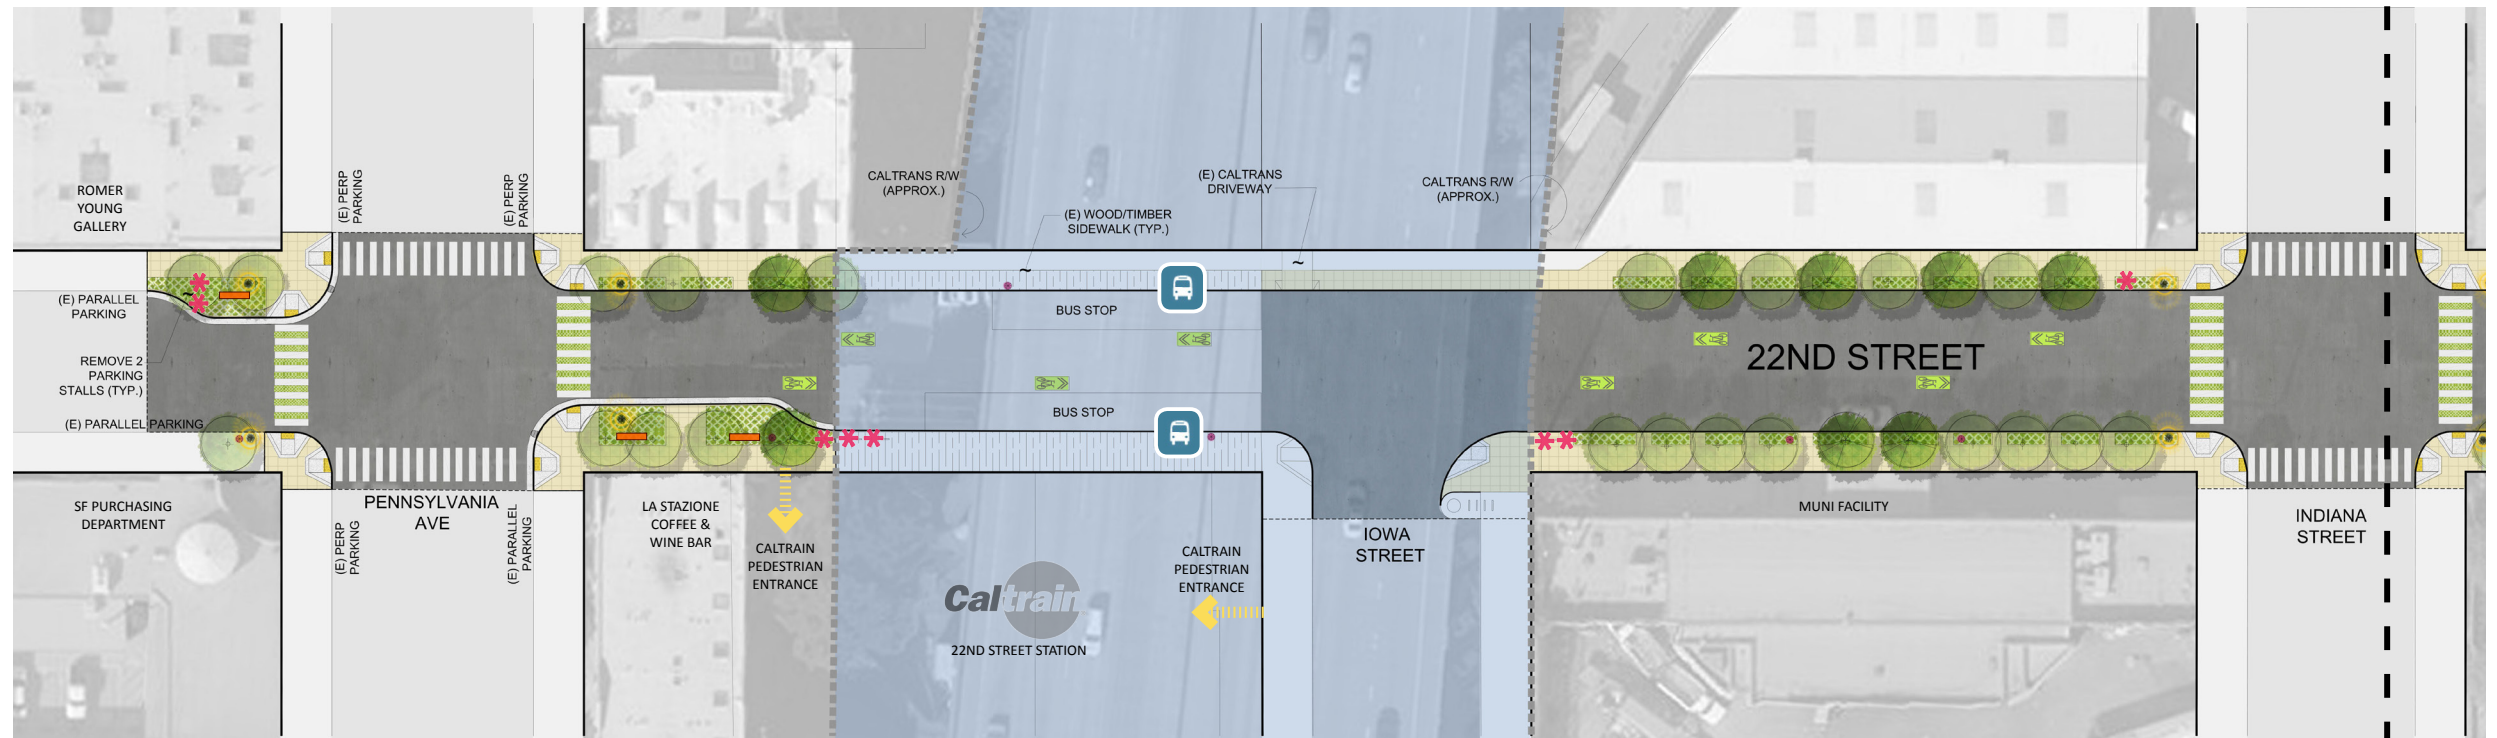 ROMER
YOUNG
GALLERY
(E) PERP
PARKING
(E) PERP
PARKING
CALTRANS R/W
(APPROX.)
(E) WOOD/TIMBER
SIDEWALK (TYP.)
(E) CALTRANS
DRIVEWAY
CALTRANS R/W
(APPROX.)
(E) PARALLEL
PARKING
REMOVE 2
PARKING
STALLS (TYP.)
(E) PARALLEL PARKING
BUS STOP
BUS STOP
22ND STREET
SF PURCHASING
DEPARTMENT
PENNSYLVANIA
AVE
(E) PERP
PARKING
(E) PARALLEL
PARKING
LA STAZIONE
COFFEE &
WINE BAR
CALTRAIN
PEDESTRIAN
ENTRANCE
Caltrain
22ND STREET STATION
CALTRAIN
PEDESTRIAN
ENTRANCE
IOWA
STREET
MUNI FACILITY
INDIANA
STREET